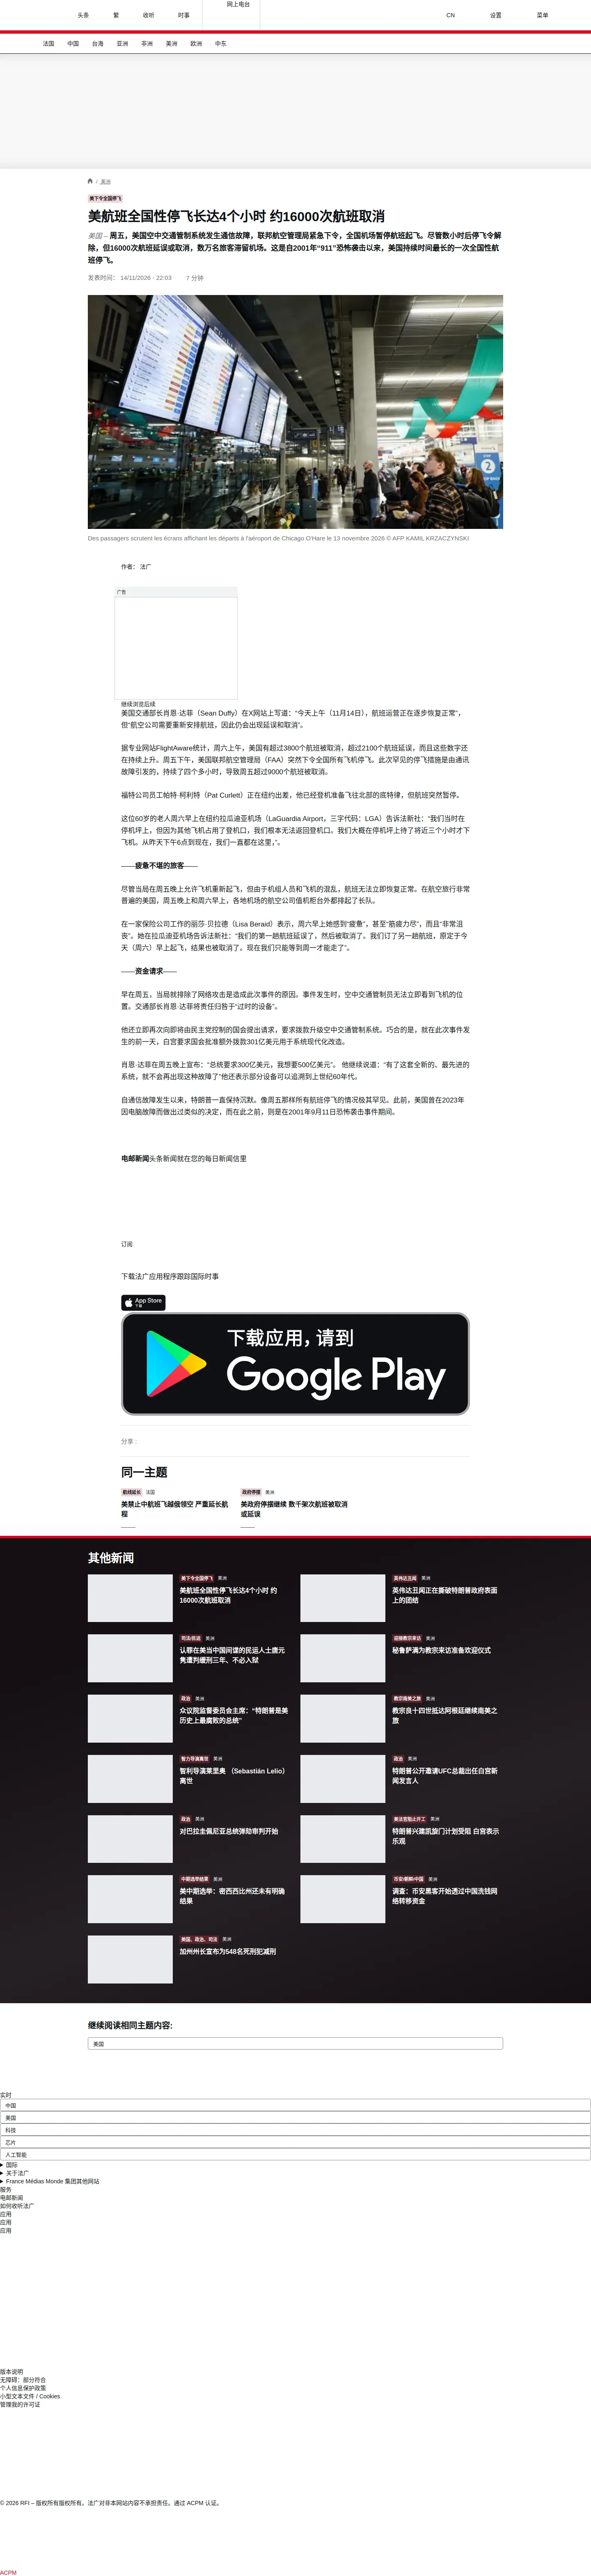 头条
繁
收听
时事
网上电台
CN
设置
菜单
法国
中国
台海
亚洲
非洲
美洲
欧洲
中东
/ 美洲
美下令全国停飞
美航班全国性停飞长达4个小时 约16000次航班取消
美国 – 周五，美国空中交通管制系统发生通信故障，联邦航空管理局紧急下令，全国机场暂停航班起飞。尽管数小时后停飞令解
除，但16000次航班延误或取消，数万名旅客滞留机场。这是自2001年“911”恐怖袭击以来，美国持续时间最长的一次全国性航
班停飞。
发表时间： 14/11/2026 - 22:03
7 分钟
2
Des passagers scrutent les écrans affichant les départs à l'aéroport de Chicago O'Hare le 13 novembre 2026 © AFP KAMIL KRZACZYNSKI
作者： 法广
广告
继续浏览后续
美国交通部长肖恩·达菲（Sean Duffy）在X网站上写道：“今天上午（11月14日），航班运营正在逐步恢复正常”，
但“航空公司需要重新安排航班，因此仍会出现延误和取消”。
据专业网站FlightAware统计，周六上午，美国有超过3800个航班被取消，超过2100个航班延误，而且这些数字还
在持续上升。周五下午，美国联邦航空管理局（FAA）突然下令全国所有飞机停飞。此次罕见的停飞措施是由通讯
故障引发的，持续了四个多小时，导致周五超过9000个航班被取消。
福特公司员工帕特·柯利特（Pat Curlett）正在纽约出差，他已经登机准备飞往北部的底特律，但航班突然暂停。
这位60岁的老人周六早上在纽约拉瓜迪亚机场（LaGuardia Airport，三字代码：LGA）告诉法新社：“我们当时在
停机坪上，但因为其他飞机占用了登机口，我们根本无法返回登机口。我们大概在停机坪上待了将近三个小时才下
飞机。从昨天下午6点到现在，我们一直都在这里，”。
——疲惫不堪的旅客——
尽管当局在周五晚上允许飞机重新起飞，但由于机组人员和飞机的混乱，航班无法立即恢复正常。在航空旅行非常
普遍的美国，周五晚上和周六早上，各地机场的航空公司值机柜台外都排起了长队。
在一家保险公司工作的丽莎·贝拉德（Lisa Beraid）表示，周六早上她感到“疲惫”，甚至“筋疲力尽”，而且“非常沮
丧”。她在拉瓜迪亚机场告诉法新社：“我们的第一趟航班延误了，然后被取消了。我们订了另一趟航班，原定于今
天（周六）早上起飞，结果也被取消了。现在我们只能等到周一才能走了”。
——资金请求——
早在周五，当局就排除了网络攻击是造成此次事件的原因。事件发生时，空中交通管制员无法立即看到飞机的位
置。交通部长肖恩·达菲将责任归咎于“过时的设备”。
他还立即再次向即将由民主党控制的国会提出请求，要求拨款升级空中交通管制系统。巧合的是，就在此次事件发
生的前一天，白宫要求国会批准额外拨款301亿美元用于系统现代化改造。
肖恩·达菲在周五晚上宣布：“总统要求300亿美元，我想要500亿美元”。 他继续说道：“有了这套全新的、最先进的
系统，就不会再出现这种故障了”他还表示部分设备可以追溯到上世纪60年代。
自通信故障发生以来，特朗普一直保持沉默。像周五那样所有航班停飞的情况极其罕见。此前，美国曾在2023年
因电脑故障而做出过类似的决定，而在此之前，则是在2001年9月11日恐怖袭击事件期间。
电邮新闻头条新闻就在您的每日新闻信里
订阅
下载法广应用程序跟踪国际时事
App Store
下载
下载应用，请到
Google Play
分享 :
同一主题
航线延长 法国
美禁止中航班飞越俄领空 严重延长航
程
政府停摆 美洲
美政府停摆继续 数千架次航班被取消
或延误
其他新闻
美下令全国停飞 美洲
美航班全国性停飞长达4个小时 约
16000次航班取消
英伟达丑闻 美洲
英伟达丑闻正在撕破特朗普政府表面
上的团结
司法/民运 美洲
认罪在美当中国间谍的民运人士唐元
隽遭判缓刑三年、不必入狱
迎接教宗来访 美洲
秘鲁萨满为教宗来访准备欢迎仪式
政治 美洲
众议院监督委员会主席：“特朗普是美
历史上最腐败的总统”
教宗南美之旅 美洲
教宗良十四世抵达阿根廷继续南美之
旅
智力导演离世 美洲
智利导演莱里奥 （Sebastián Lelio）
离世
政治 美洲
特朗普公开邀请UFC总裁出任白宫新
闻发言人
政治 美洲
对巴拉圭佩尼亚总统弹劾审判开始
美法官阻止开工 美洲
特朗普兴建凯旋门计划受阻 白宫表示
乐观
中期选举结果 美洲
美中期选举：密西西比州还未有明确
结果
币安/朝鲜/中国 美洲
调查：币安黑客开始透过中国洗钱网
络转移资金
美国、政治、司法 美洲
加州州长宣布为548名死刑犯减刑
继续阅读相同主题内容:
美国
实时
中国
美国
科技
芯片
人工智能
国际
关于法广
France Médias Monde 集团其他网站
服务
电邮新闻
如何收听法广
应用
应用
应用
版本说明
无障碍：部分符合
个人信息保护政策
小型文本文件 / Cookies
管理我的许可证
© 2026 RFI – 版权所有版权所有。法广对非本网站内容不承担责任。通过 ACPM 认证。
ACPM